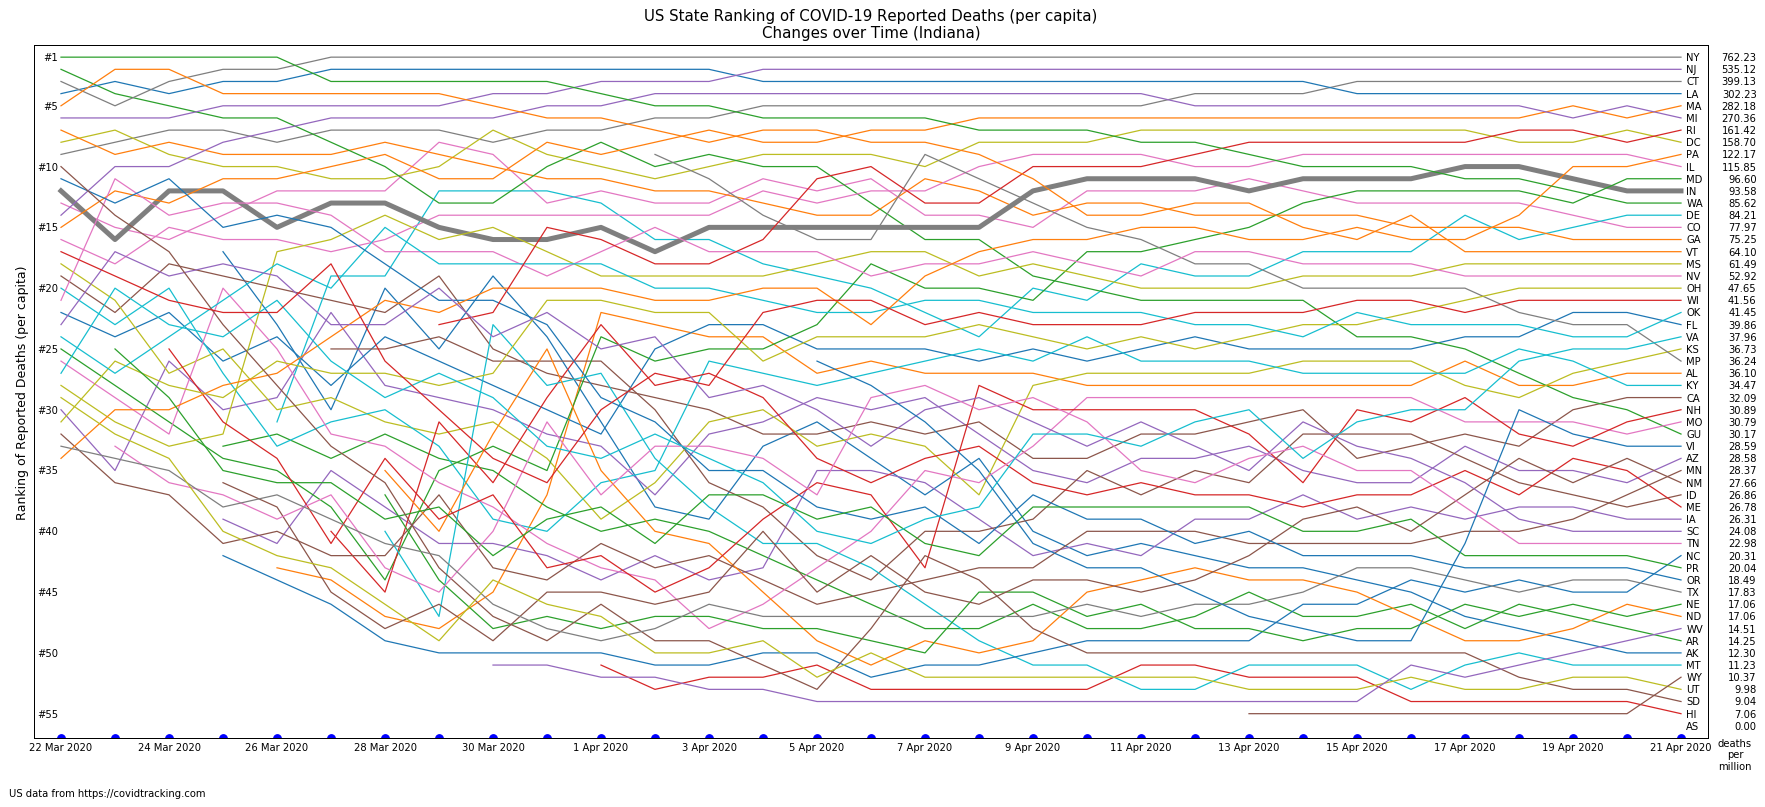 US State Ranking of COVID-19 Reported Deaths (per capita)
Changes over Time (Indiana)
Ranking of Reported Deaths (per capita)
#1
#5
#10
#15
#20
#25
#30
#35
#40
#45
#50
#55
NY 762.23
NJ 535.12
CT 399.13
LA 302.23
MA 282.18
MI 270.36
RI 161.42
DC 158.70
PA 122.17
IL 115.85
MD 96.60
IN 93.58
WA 85.62
DE 84.21
CO 77.97
GA 75.25
VT 64.10
MS 61.49
NV 52.92
OH 47.65
WI 41.56
OK 41.45
FL 39.86
VA 37.96
KS 36.73
MP 36.24
AL 36.10
KY 34.47
CA 32.09
NH 30.89
MO 30.79
GU 30.17
VI 28.59
AZ 28.58
MN 28.37
NM 27.66
ID 26.86
ME 26.78
IA 26.31
SC 24.08
TN 22.98
NC 20.31
PR 20.04
OR 18.49
TX 17.83
NE 17.06
ND 17.06
WV 14.51
AR 14.25
AK 12.30
MT 11.23
WY 10.37
UT 9.98
SD 9.04
HI 7.06
AS 0.00
22 Mar 2020 24 Mar 2020 26 Mar 2020 28 Mar 2020 30 Mar 2020 1 Apr 2020 3 Apr 2020 5 Apr 2020 7 Apr 2020 9 Apr 2020 11 Apr 2020 13 Apr 2020 15 Apr 2020 17 Apr 2020 19 Apr 2020 21 Apr 2020
deaths
per
million
US data from https://covidtracking.com